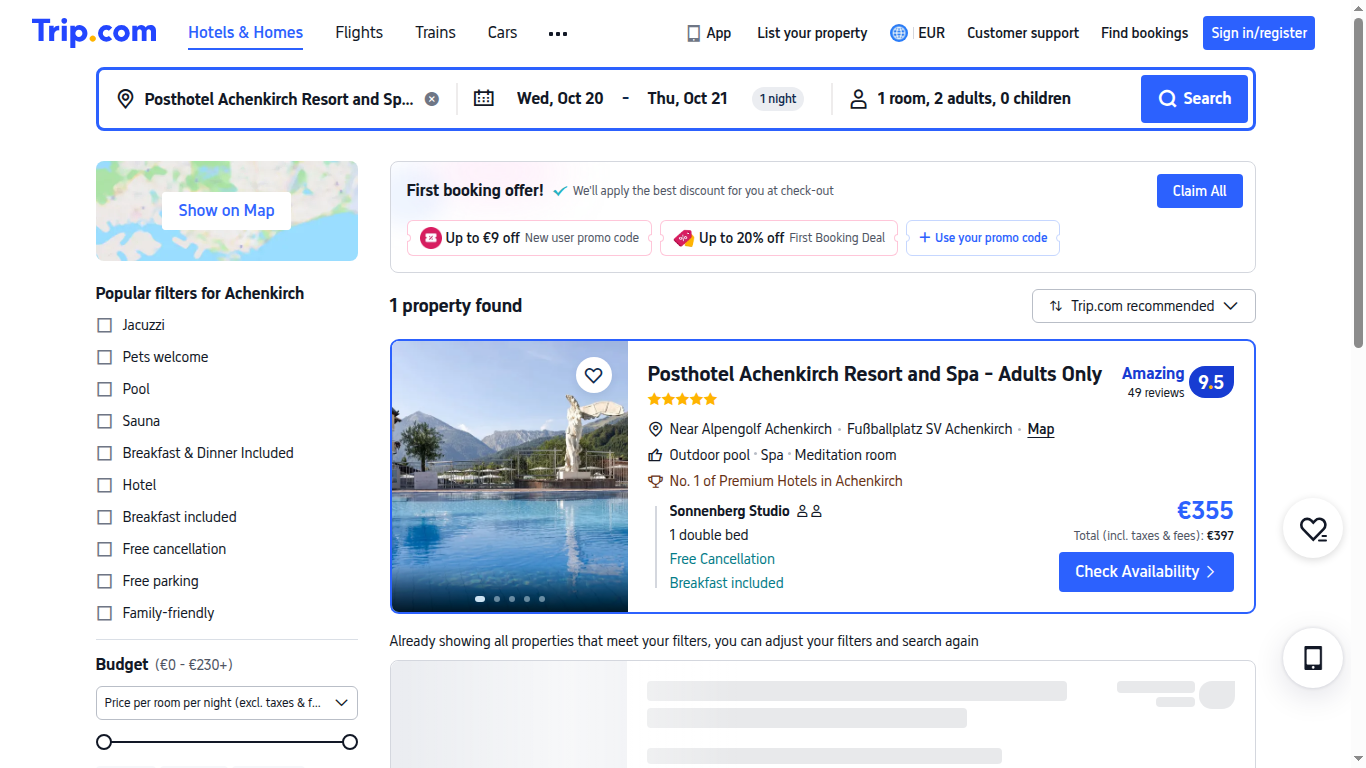 Trip.com
Hotels & Homes
Flights
Trains
Cars
App
List your property
EUR
Customer support
Find bookings
Sign in/register
Posthotel Achenkirch Resort and Sp...
Wed, Oct 20 - Thu, Oct 21
1 night
1 room, 2 adults, 0 children
Search
Show on Map
First booking offer!
We'll apply the best discount for you at check-out
Claim All
Up to €9 off New user promo code
Up to 20% off First Booking Deal
+ Use your promo code
Popular filters for Achenkirch
Jacuzzi
Pets welcome
Pool
Sauna
Breakfast & Dinner Included
Hotel
Breakfast included
Free cancellation
Free parking
Family-friendly
Budget (€0 - €230+)
Price per room per night (excl. taxes & f...
1 property found
Trip.com recommended
Posthotel Achenkirch Resort and Spa - Adults Only
Amazing
49 reviews
9.5
Near Alpengolf Achenkirch · Fußballplatz SV Achenkirch · Map
Outdoor pool · Spa · Meditation room
No. 1 of Premium Hotels in Achenkirch
Sonnenberg Studio
1 double bed
Free Cancellation
Breakfast included
€355
Total (incl. taxes & fees): €397
Check Availability
Already showing all properties that meet your filters, you can adjust your filters and search again